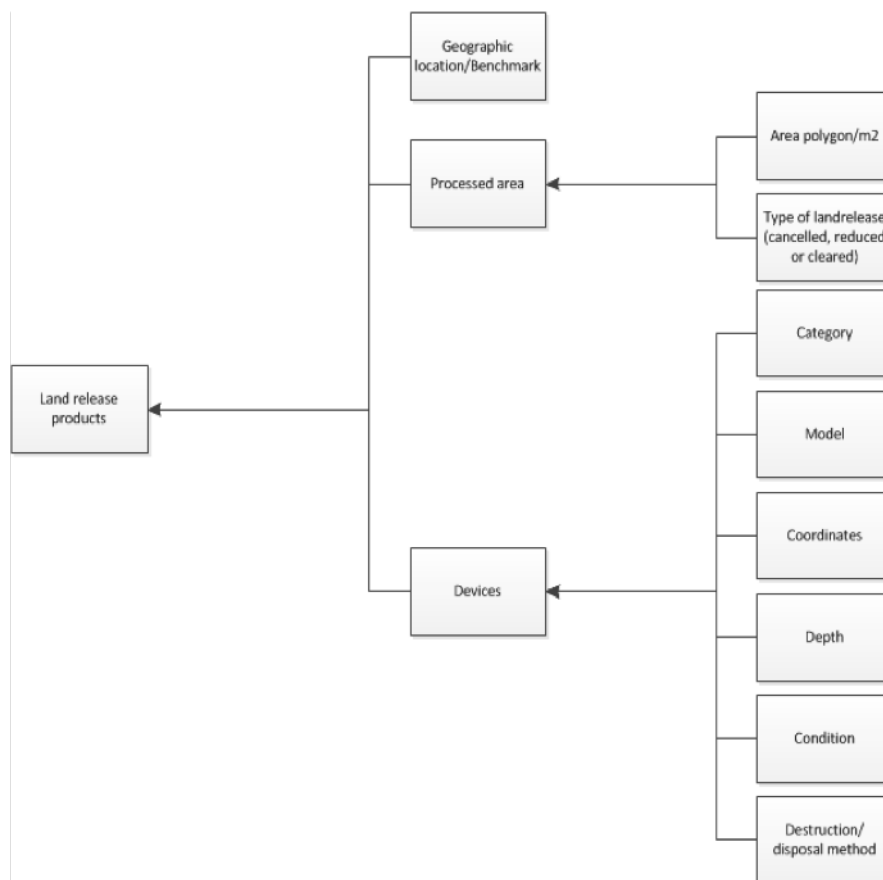 Geographic
location/Benchmark
Area polygon/m2
Processed area
Type of landrelease
(cancelled, reduced
or cleared)
Category
Land release
products
Model
Coordinates
Devices
Depth
Condition
Destruction/
disposal method